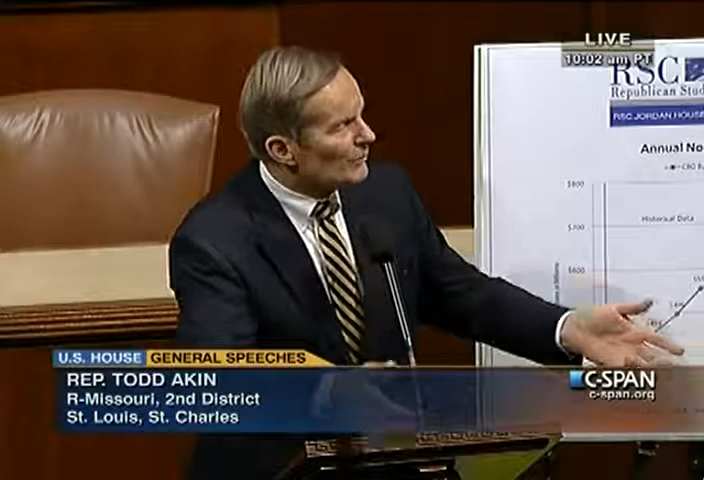 LIVE
10:02 am PT
RSC
Republican Stud
RSC JORDAN HOUSE
Annual No
CBO B
$800
Historical Data
$700
$600
U.S. HOUSE GENERAL SPEECHES
REP. TODD AKIN
R-Missouri, 2nd District
St. Louis, St. Charles
C-SPAN
c-span.org